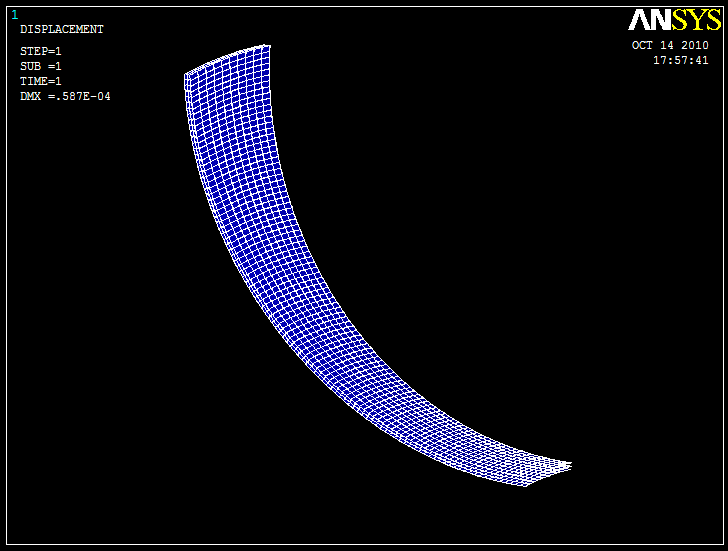 1
ANSYS
DISPLACEMENT
STEP=1
SUB =1
TIME=1
DMX =.587E-04
OCT 14 2010
17:57:41